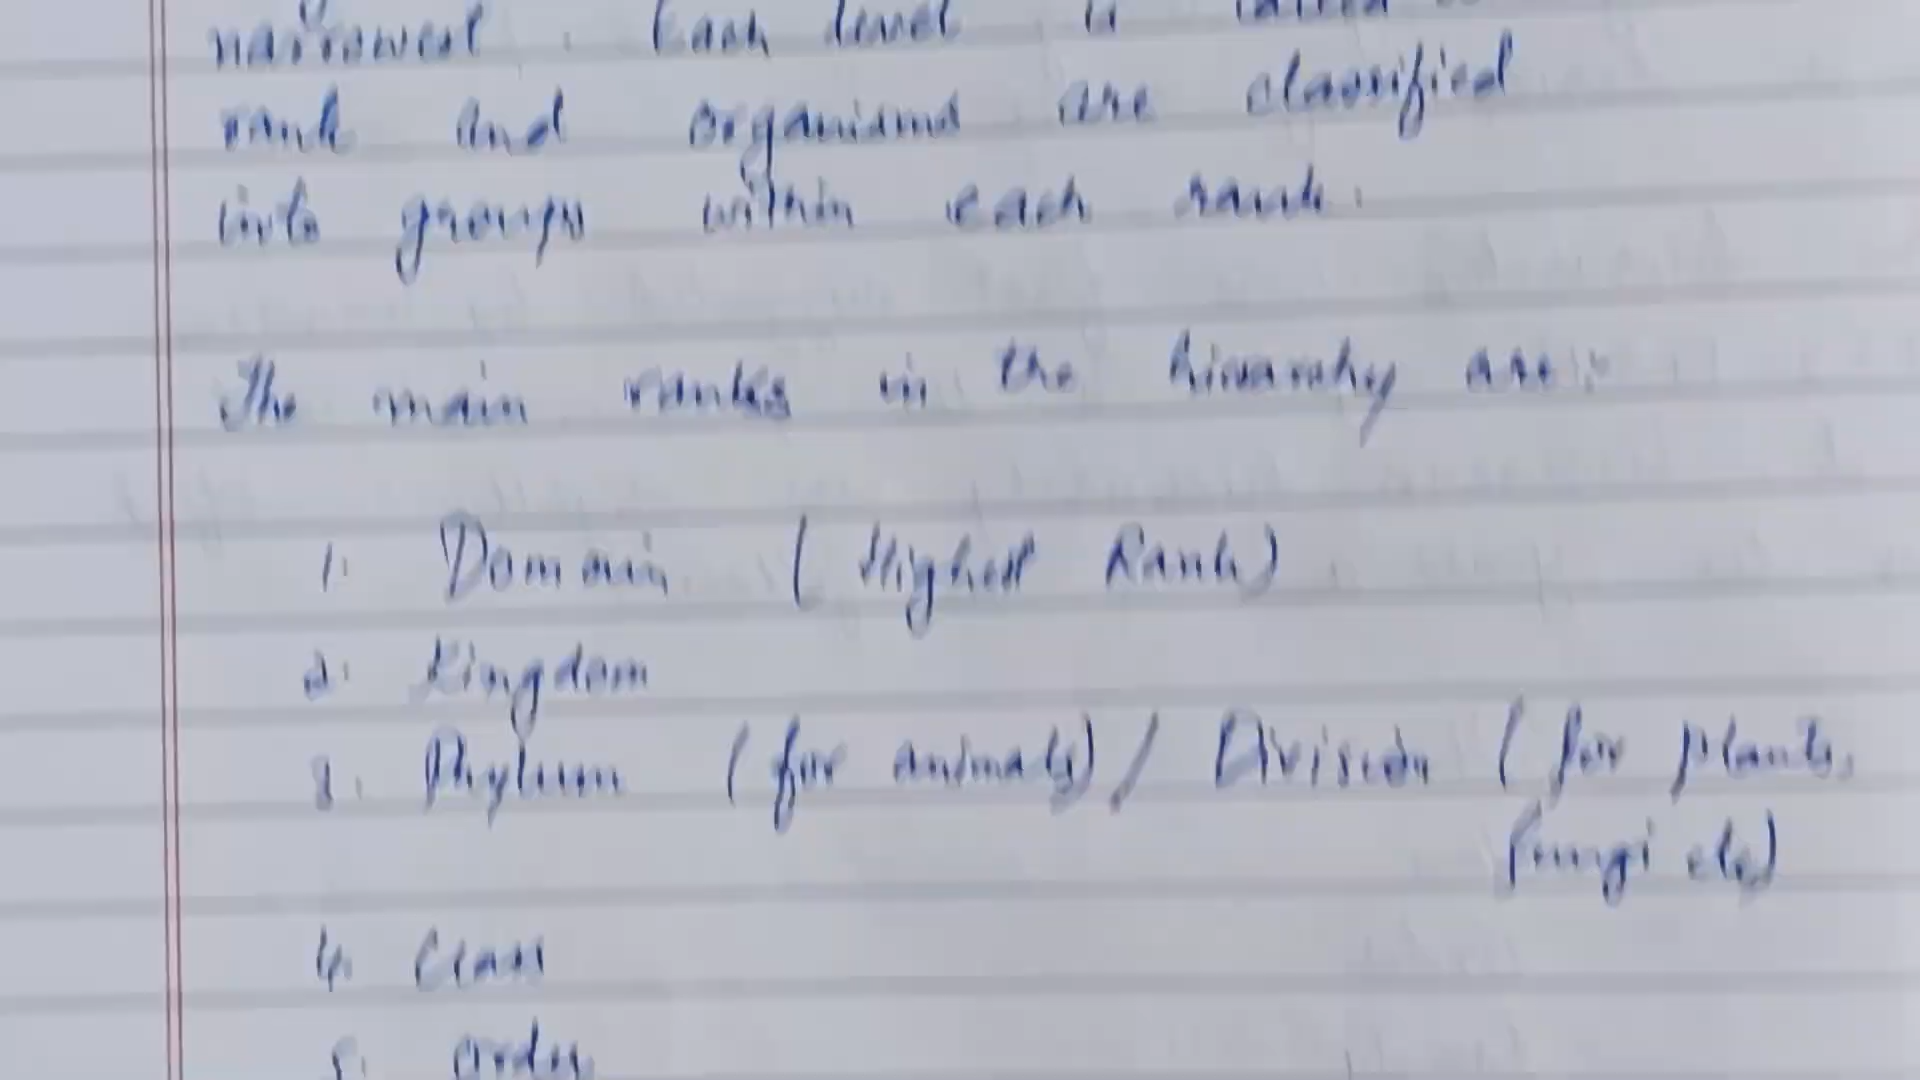 narrowest. Each level is called a
rank and organisms are classified
into groups within each rank.
The main ranks in the hierarchy are:
1. Domain (Highest Rank)
2. Kingdom
3. Phylum (for animals) / Division (for plants,
fungi etc)
4. Class
5. Order